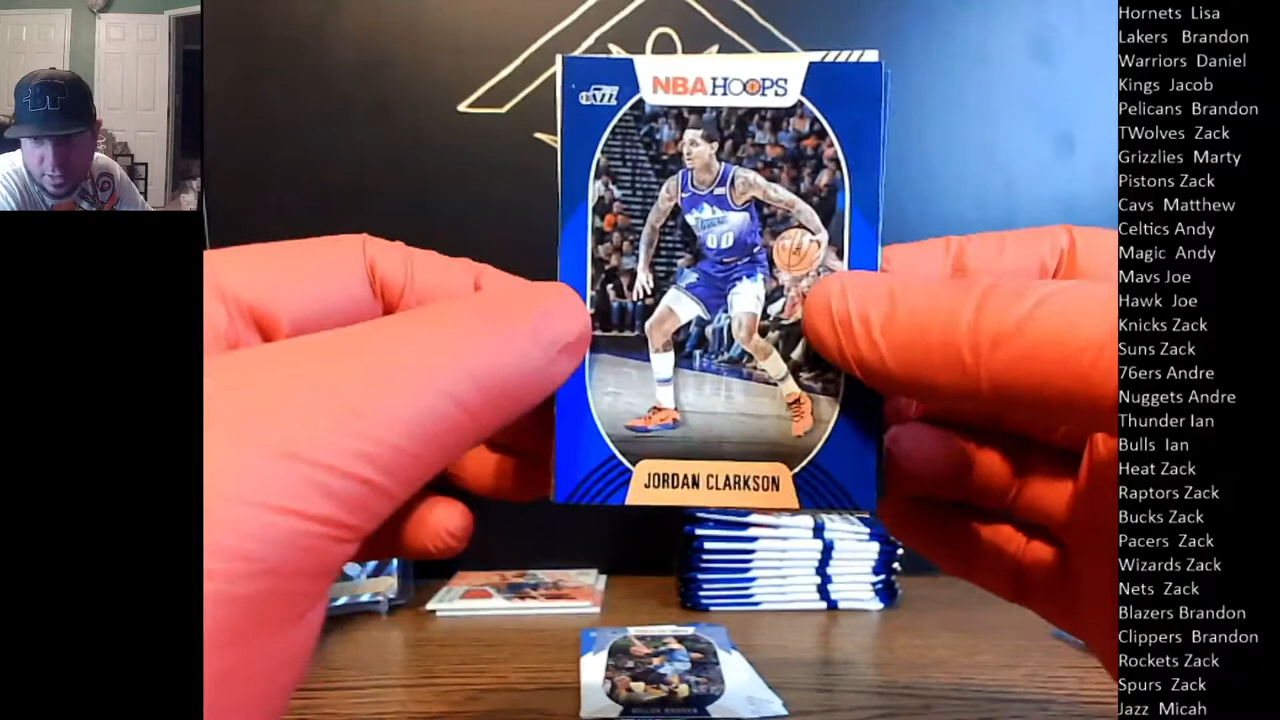 Hornets Lisa
Lakers Brandon
Warriors Daniel
Kings Jacob
Pelicans Brandon
TWolves Zack
Grizzlies Marty
Pistons Zack
Cavs Matthew
Celtics Andy
Magic Andy
Mavs Joe
Hawk Joe
Knicks Zack
Suns Zack
76ers Andre
Nuggets Andre
Thunder Ian
Bulls Ian
Heat Zack
Raptors Zack
Bucks Zack
Pacers Zack
Wizards Zack
Nets Zack
Blazers Brandon
Clippers Brandon
Rockets Zack
Spurs Zack
Jazz Micah
JAZZ
NBA HOOPS
00
JORDAN CLARKSON